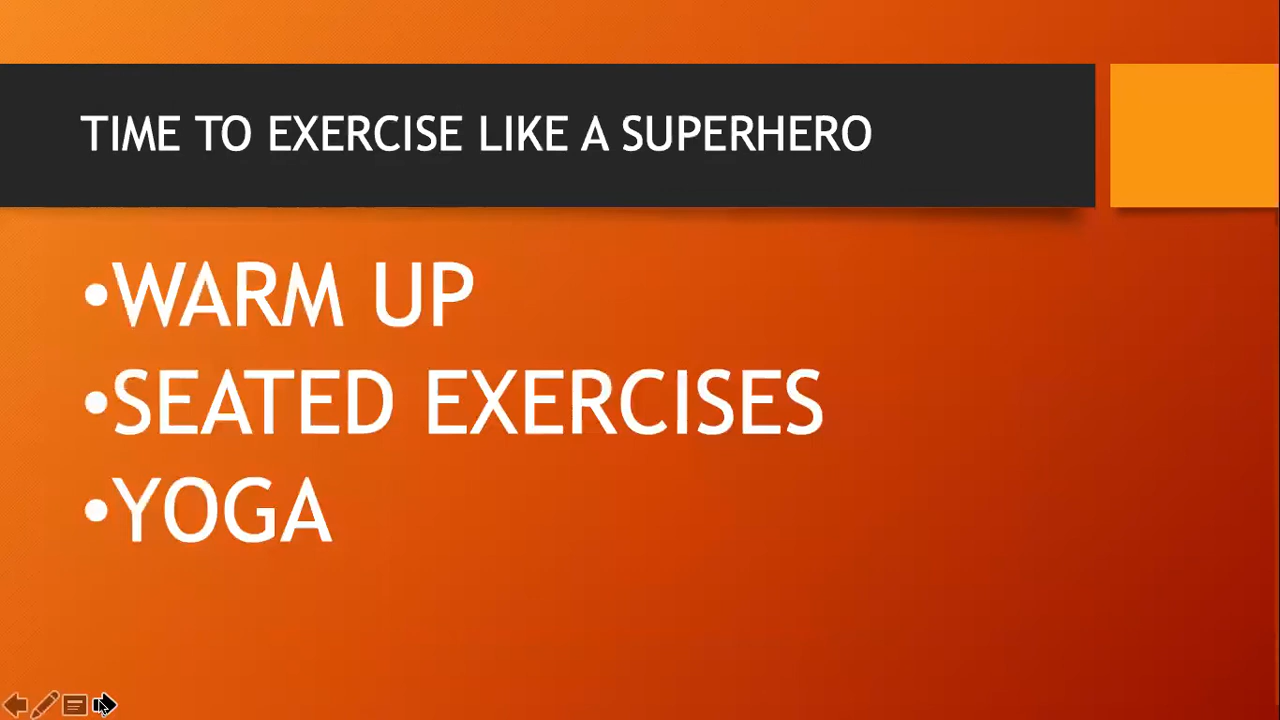 TIME TO EXERCISE LIKE A SUPERHERO
•WARM UP
•SEATED EXERCISES
•YOGA